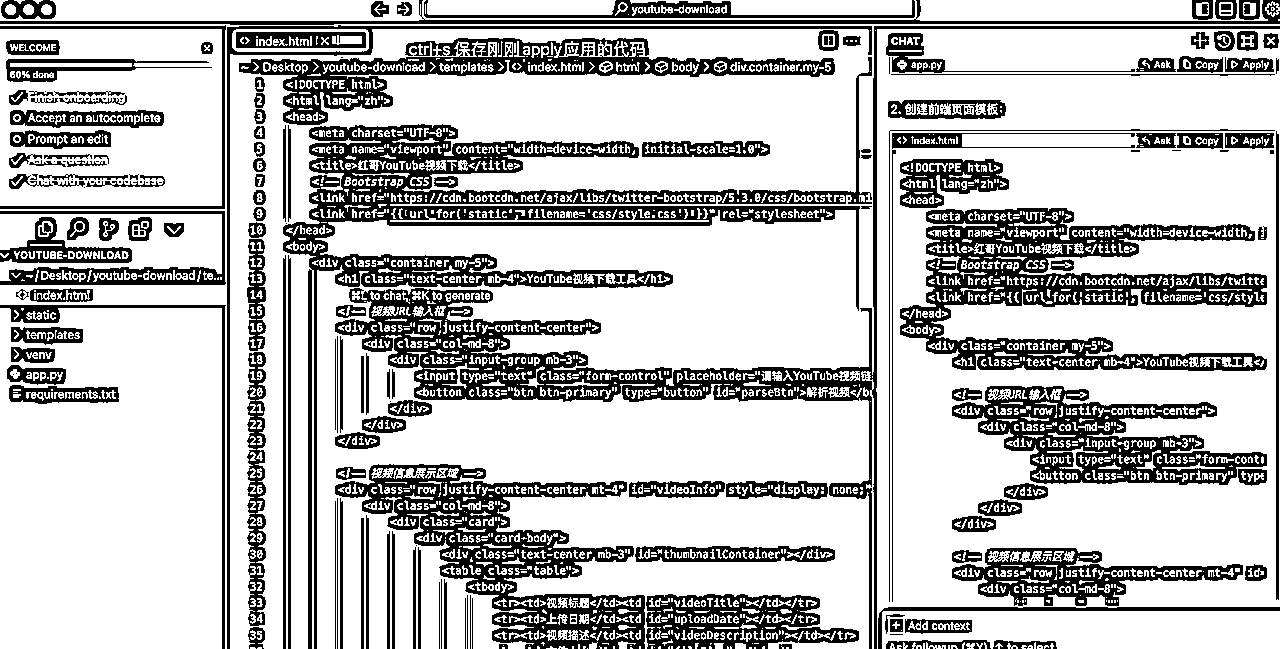 youtube-download
WELCOME
60% done
Finish onboarding
Accept an autocomplete
Prompt an edit
Ask a question
Chat with your codebase
YOUTUBE-DOWNLOAD
~/Desktop/youtube-download/te...
index.html
static
templates
venv
app.py
requirements.txt
index.html
ctrl+s 保存刚刚 apply 应用的代码
~ > Desktop > youtube-download > templates > index.html > html > body > div.container.my-5
1 <!DOCTYPE html>
2 <html lang="zh">
3 <head>
4 <meta charset="UTF-8">
5 <meta name="viewport" content="width=device-width, initial-scale=1.0">
6 <title>红哥YouTube视频下载</title>
7 <!-- Bootstrap CSS -->
8 <link href="https://cdn.bootcdn.net/ajax/libs/twitter-bootstrap/5.3.0/css/bootstrap.mi
9 <link href="{{ url_for('static', filename='css/style.css') }}" rel="stylesheet">
10 </head>
11 <body>
12 <div class="container my-5">
13 <h1 class="text-center mb-4">YouTube视频下载工具</h1>
14 ⌘L to chat, ⌘K to generate
15 <!-- 视频URL输入框 -->
16 <div class="row justify-content-center">
17 <div class="col-md-8">
18 <div class="input-group mb-3">
19 <input type="text" class="form-control" placeholder="请输入YouTube视频链
20 <button class="btn btn-primary" type="button" id="parseBtn">解析视频</bu
21 </div>
22 </div>
23 </div>
24
25 <!-- 视频信息展示区域 -->
26 <div class="row justify-content-center mt-4" id="videoInfo" style="display: none;"
27 <div class="col-md-8">
28 <div class="card">
29 <div class="card-body">
30 <div class="text-center mb-3" id="thumbnailContainer"></div>
31 <table class="table">
32 <tbody>
33 <tr><td>视频标题</td><td id="videoTitle"></td></tr>
34 <tr><td>上传日期</td><td id="uploadDate"></td></tr>
35 <tr><td>视频描述</td><td id="videoDescription"></td></tr>
CHAT
app.py Ask Copy Apply
2. 创建前端页面模板:
index.html Ask Copy Apply
<!DOCTYPE html>
<html lang="zh">
<head>
<meta charset="UTF-8">
<meta name="viewport" content="width=device-width, i
<title>红哥YouTube视频下载</title>
<!-- Bootstrap CSS -->
<link href="https://cdn.bootcdn.net/ajax/libs/twitte
<link href="{{ url_for('static', filename='css/style
</head>
<body>
<div class="container my-5">
<h1 class="text-center mb-4">YouTube视频下载工具</
<!-- 视频URL输入框 -->
<div class="row justify-content-center">
<div class="col-md-8">
<div class="input-group mb-3">
<input type="text" class="form-cont
<button class="btn btn-primary" type
</div>
</div>
</div>
<!-- 视频信息展示区域 -->
<div class="row justify-content-center mt-4" id=
<div class="col-md-8">
Add context
Ask followup (⌘Y), ↑ to select